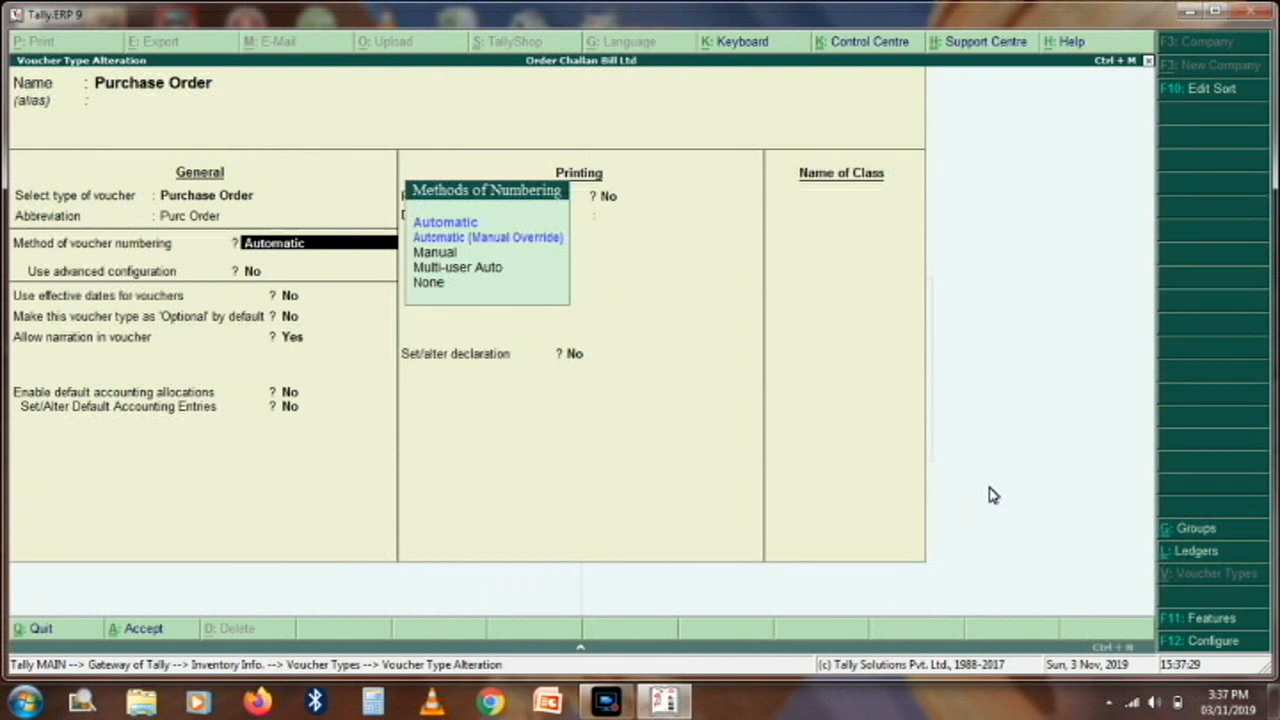 Tally.ERP 9
P: Print E: Export M: E-Mail O: Upload S: TallyShop G: Language K: Keyboard K: Control Centre H: Support Centre H: Help
F3: Company
Voucher Type Alteration Order Challan Bill Ltd Ctrl + M
F3: New Company
Name : Purchase Order
F10: Edit Sort
(alias) :
General Printing Name of Class
Select type of voucher : Purchase Order
? No
Abbreviation : Purc Order
:
Methods of Numbering
Automatic
Automatic (Manual Override)
Manual
Multi-user Auto
None
Method of voucher numbering ? Automatic
Use advanced configuration ? No
Use effective dates for vouchers ? No
Make this voucher type as 'Optional' by default ? No
Allow narration in voucher ? Yes
Set/alter declaration ? No
Enable default accounting allocations ? No
Set/Alter Default Accounting Entries ? No
G: Groups
L: Ledgers
V: Voucher Types
F11: Features
F12: Configure
Q: Quit A: Accept D: Delete
Ctrl + N
Tally MAIN --> Gateway of Tally --> Inventory Info. --> Voucher Types --> Voucher Type Alteration (c) Tally Solutions Pvt. Ltd., 1988-2017 Sun, 3 Nov, 2019 15:37:29
3:37 PM
03/11/2019